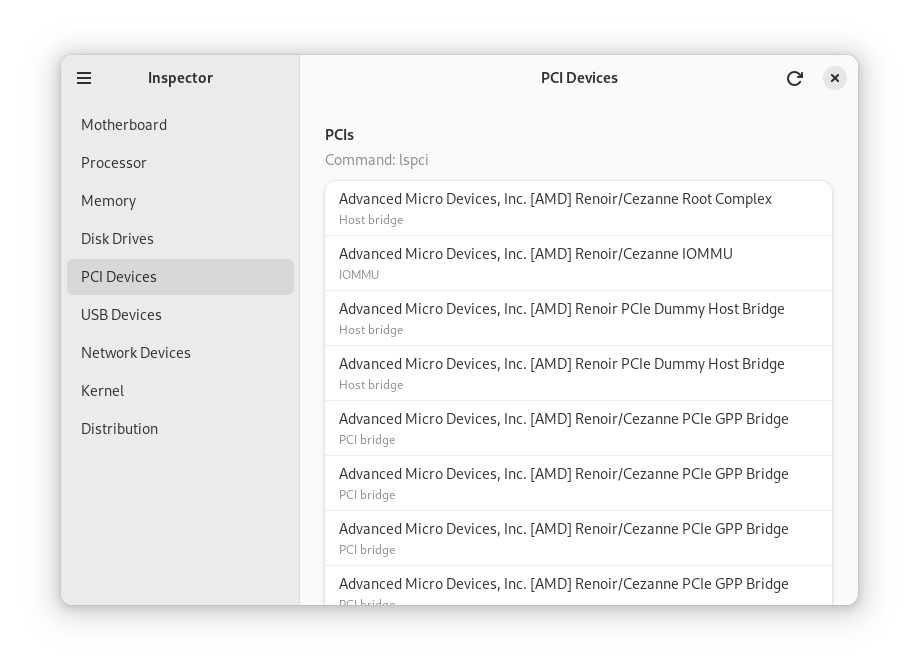 Inspector
Motherboard
Processor
Memory
Disk Drives
PCI Devices
USB Devices
Network Devices
Kernel
Distribution
PCI Devices
PCIs
Command: lspci
Advanced Micro Devices, Inc. [AMD] Renoir/Cezanne Root Complex
Host bridge
Advanced Micro Devices, Inc. [AMD] Renoir/Cezanne IOMMU
IOMMU
Advanced Micro Devices, Inc. [AMD] Renoir PCIe Dummy Host Bridge
Host bridge
Advanced Micro Devices, Inc. [AMD] Renoir PCIe Dummy Host Bridge
Host bridge
Advanced Micro Devices, Inc. [AMD] Renoir/Cezanne PCIe GPP Bridge
PCI bridge
Advanced Micro Devices, Inc. [AMD] Renoir/Cezanne PCIe GPP Bridge
PCI bridge
Advanced Micro Devices, Inc. [AMD] Renoir/Cezanne PCIe GPP Bridge
PCI bridge
Advanced Micro Devices, Inc. [AMD] Renoir/Cezanne PCIe GPP Bridge
PCI bridge